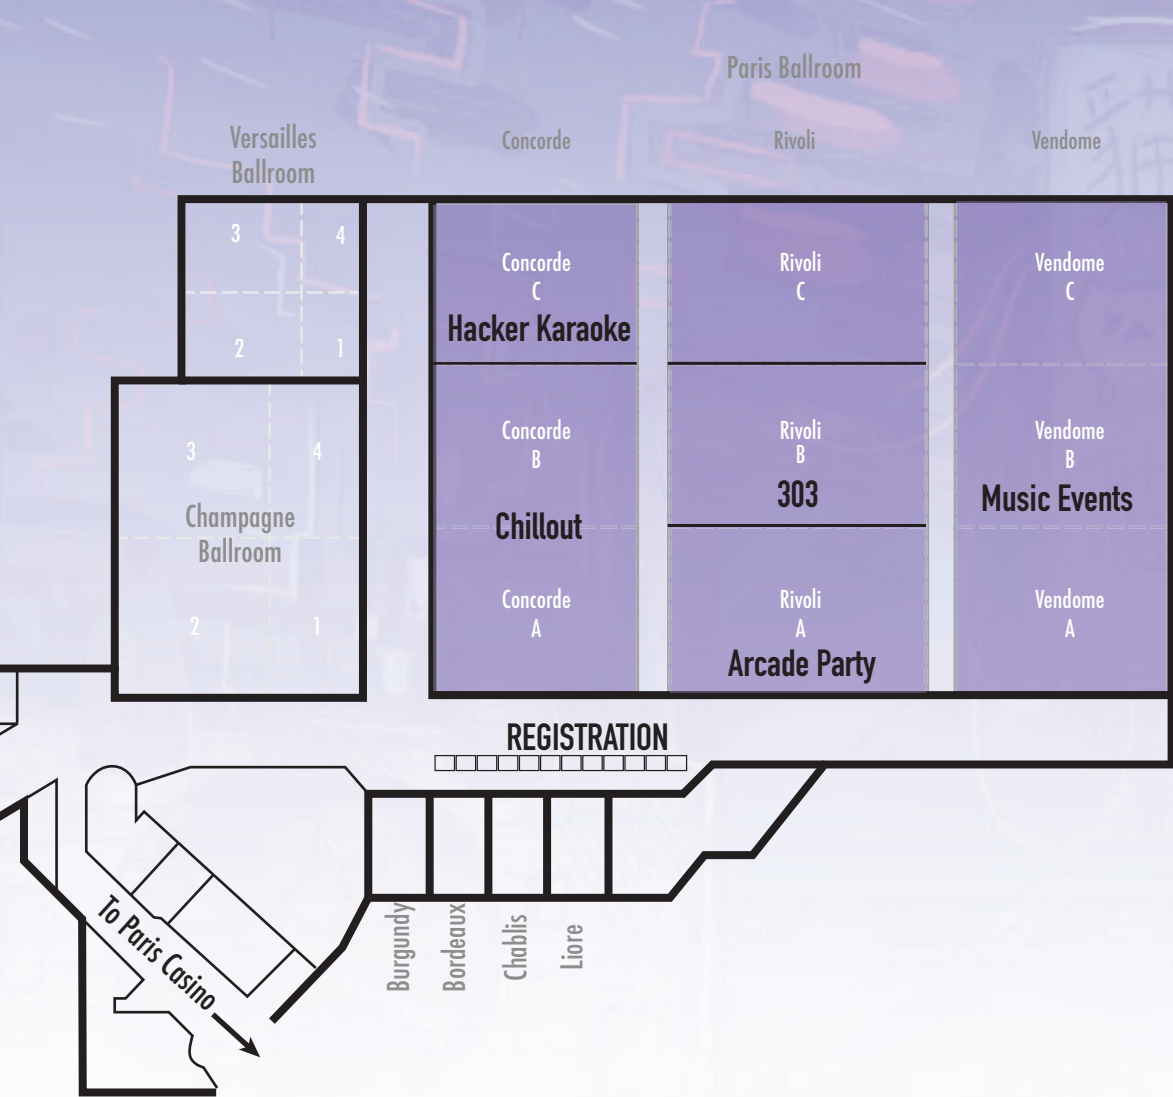 Paris Ballroom
Versailles
Ballroom
Concorde
Rivoli
Vendome
3
4
2
1
Concorde
C
Hacker Karaoke
Rivoli
C
Vendome
C
3
4
Champagne
Ballroom
2
1
Concorde
B
Chillout
Concorde
A
Rivoli
B
303
Rivoli
A
Arcade Party
Vendome
B
Music Events
Vendome
A
REGISTRATION
Burgundy
Bordeaux
Chablis
Liore
To Paris Casino